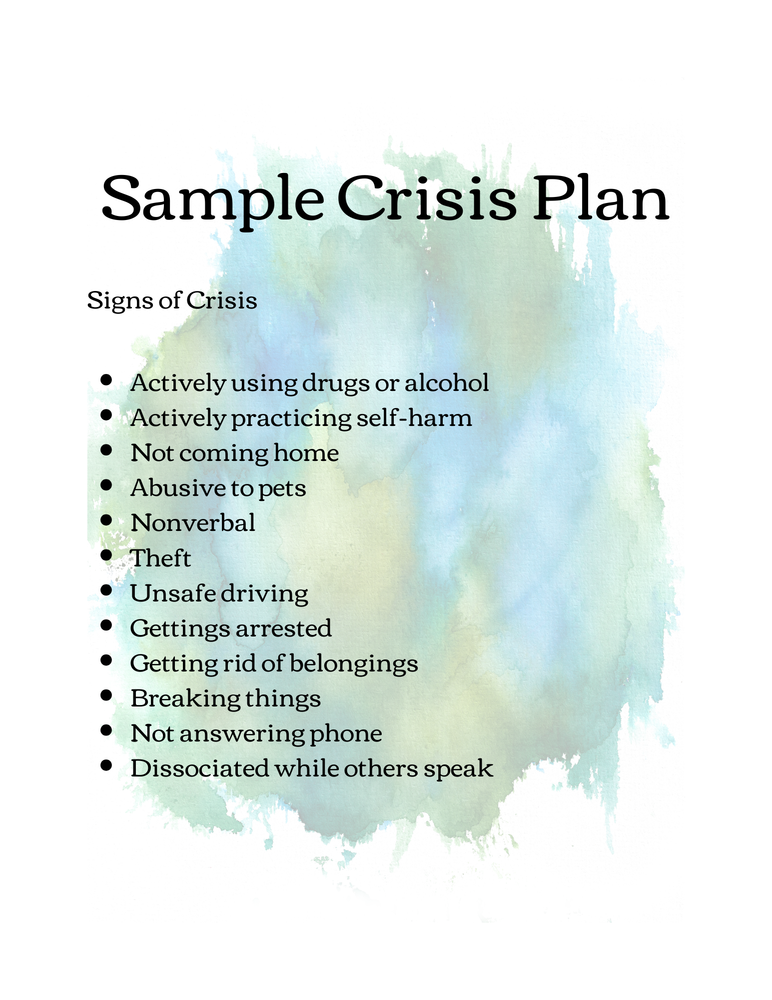 Sample Crisis Plan
Signs of Crisis
• Actively using drugs or alcohol
• Actively practicing self-harm
• Not coming home
• Abusive to pets
• Nonverbal
• Theft
• Unsafe driving
• Gettings arrested
• Getting rid of belongings
• Breaking things
• Not answering phone
• Dissociated while others speak